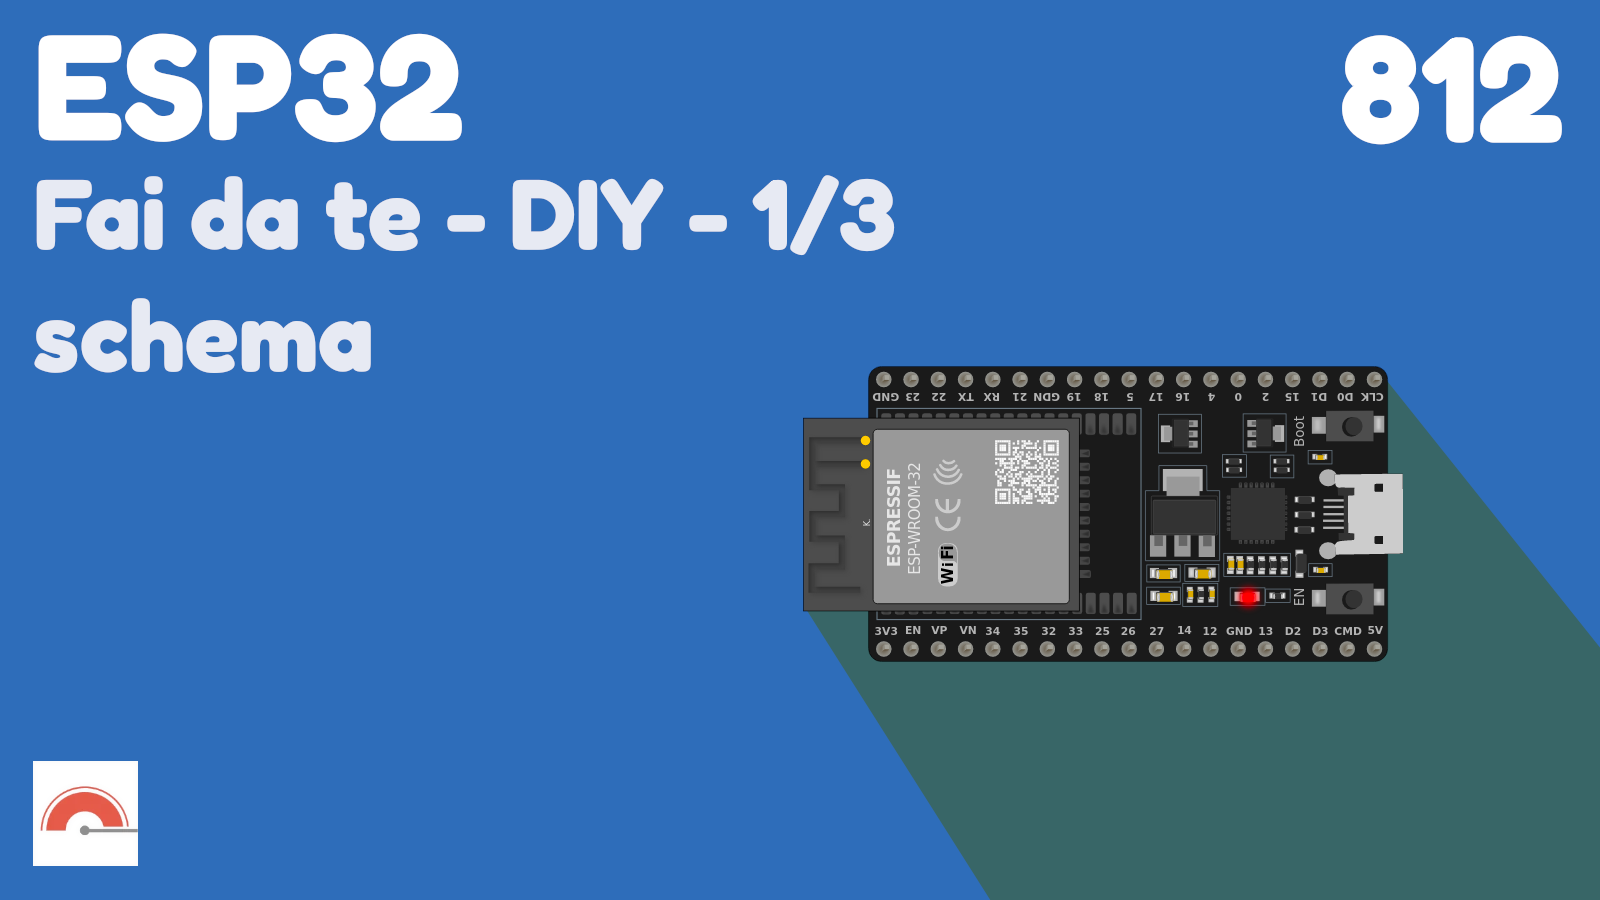 ESP32
812
Fai da te - DIY - 1/3
schema
GND 23 22 TX RX 21 GND 19 18 5 17 16 4 0 2 15 D1 D0 CLK
Boot
K.
ESPRESSIF
ESP-WROOM-32
CE
WiFi
EN
3V3 EN VP VN 34 35 32 33 25 26 27 14 12 GND 13 D2 D3 CMD 5V